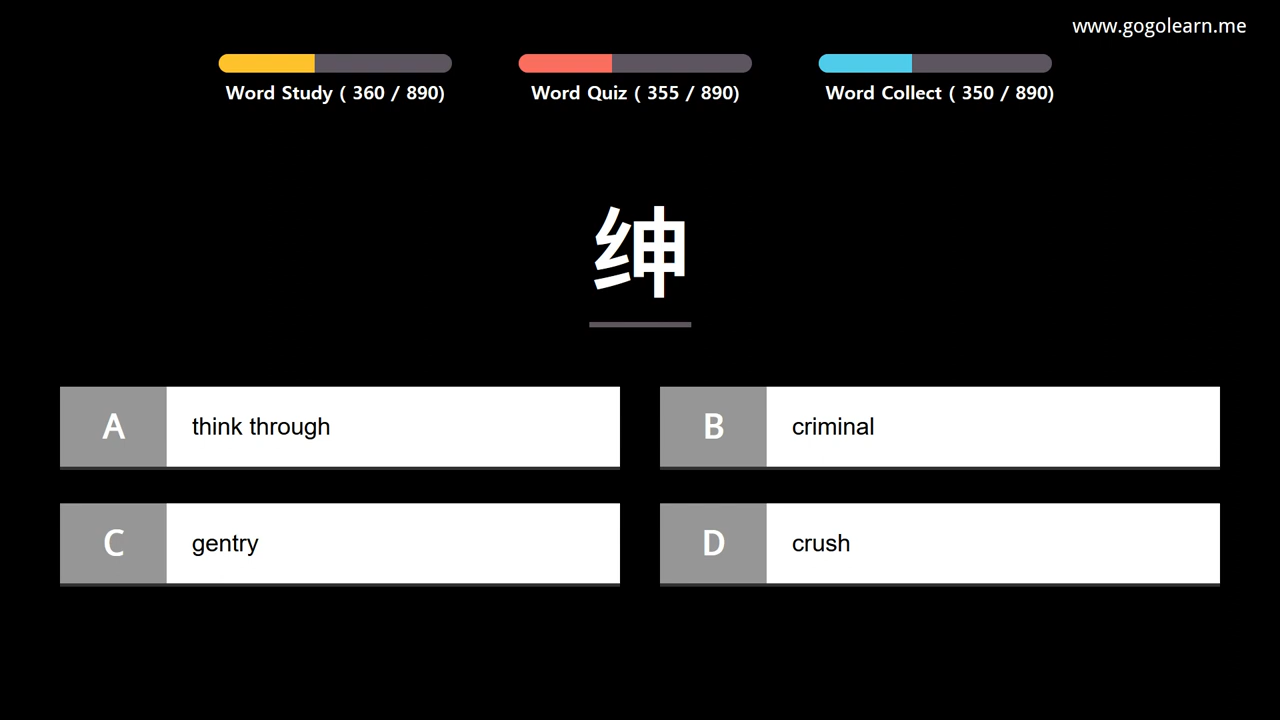 www.gogolearn.me
Word Study ( 360 / 890)
Word Quiz ( 355 / 890)
Word Collect ( 350 / 890)
绅
A think through
B criminal
C gentry
D crush